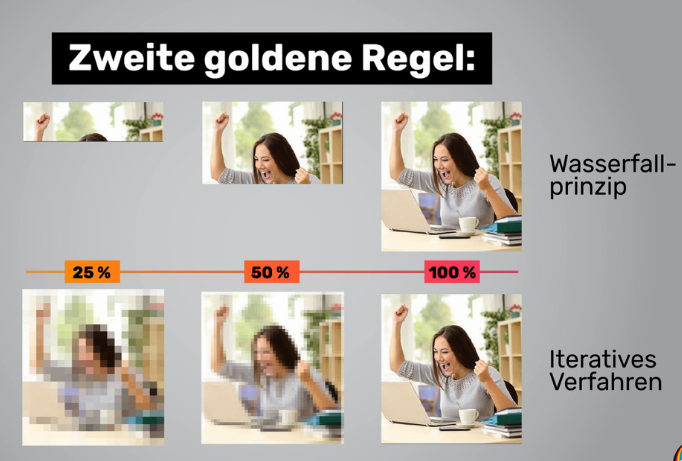 Zweite goldene Regel:
Wasserfall-
prinzip
25 %
50 %
100 %
Iteratives
Verfahren